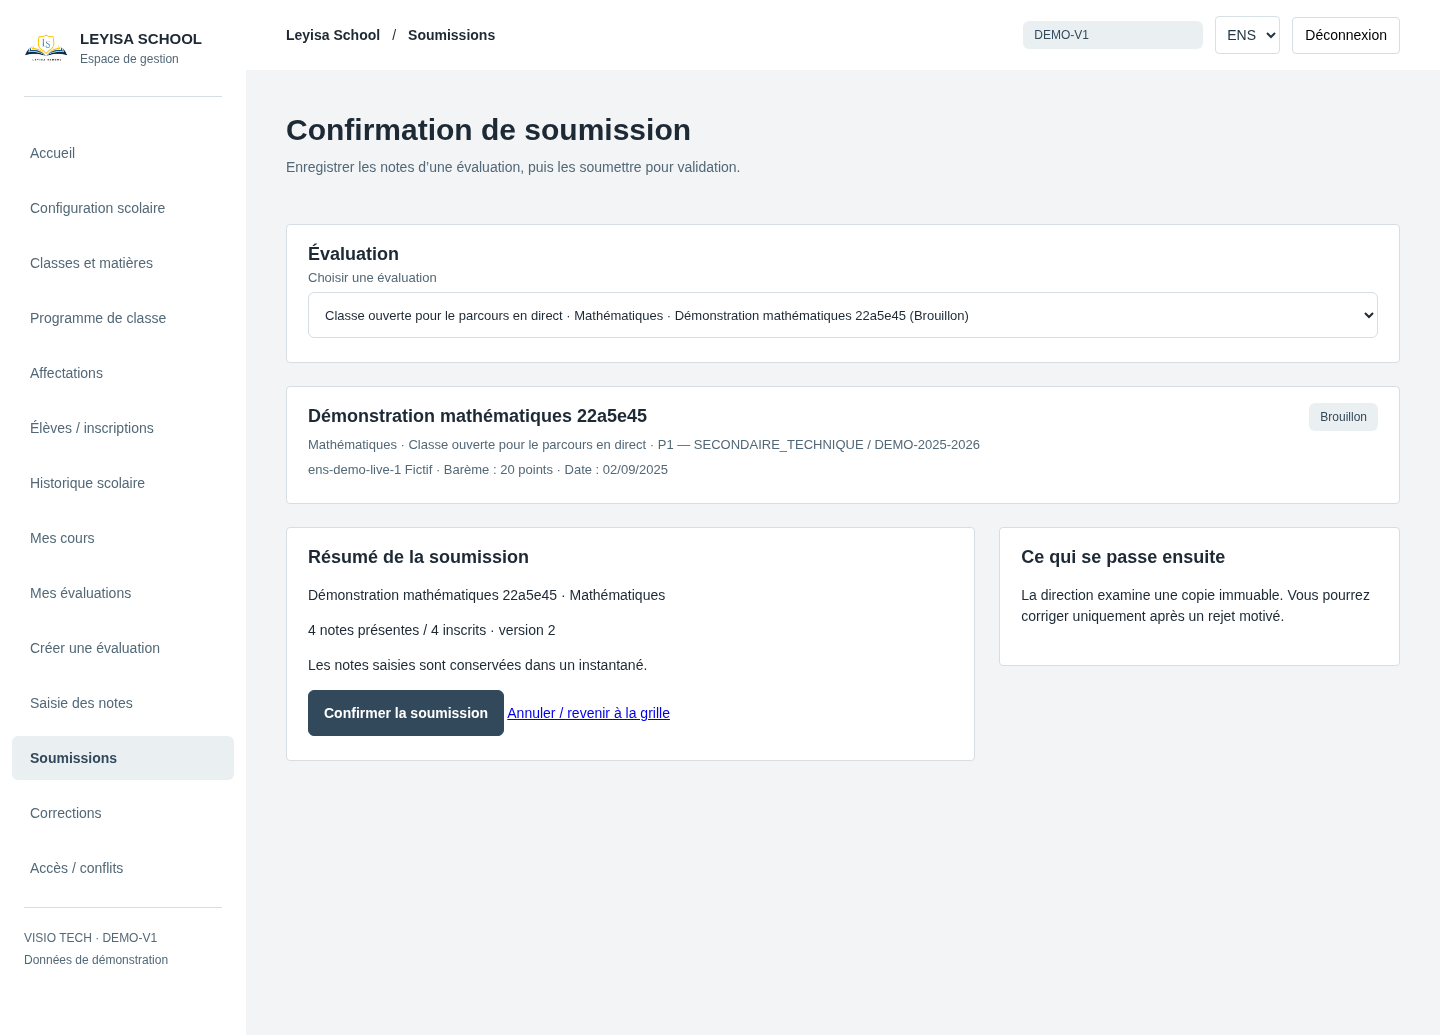 LEYISA SCHOOL
Espace de gestion
Leyisa School / Soumissions
DEMO-V1
ENS
Déconnexion
Accueil
Configuration scolaire
Classes et matières
Programme de classe
Affectations
Élèves / inscriptions
Historique scolaire
Mes cours
Mes évaluations
Créer une évaluation
Saisie des notes
Soumissions
Corrections
Accès / conflits
VISIO TECH · DEMO-V1
Données de démonstration
Confirmation de soumission
Enregistrer les notes d’une évaluation, puis les soumettre pour validation.
Évaluation
Choisir une évaluation
Classe ouverte pour le parcours en direct · Mathématiques · Démonstration mathématiques 22a5e45 (Brouillon)
Démonstration mathématiques 22a5e45
Brouillon
Mathématiques · Classe ouverte pour le parcours en direct · P1 — SECONDAIRE_TECHNIQUE / DEMO-2025-2026
ens-demo-live-1 Fictif · Barème : 20 points · Date : 02/09/2025
Résumé de la soumission
Démonstration mathématiques 22a5e45 · Mathématiques
4 notes présentes / 4 inscrits · version 2
Les notes saisies sont conservées dans un instantané.
Confirmer la soumission
Annuler / revenir à la grille
Ce qui se passe ensuite
La direction examine une copie immuable. Vous pourrez
corriger uniquement après un rejet motivé.